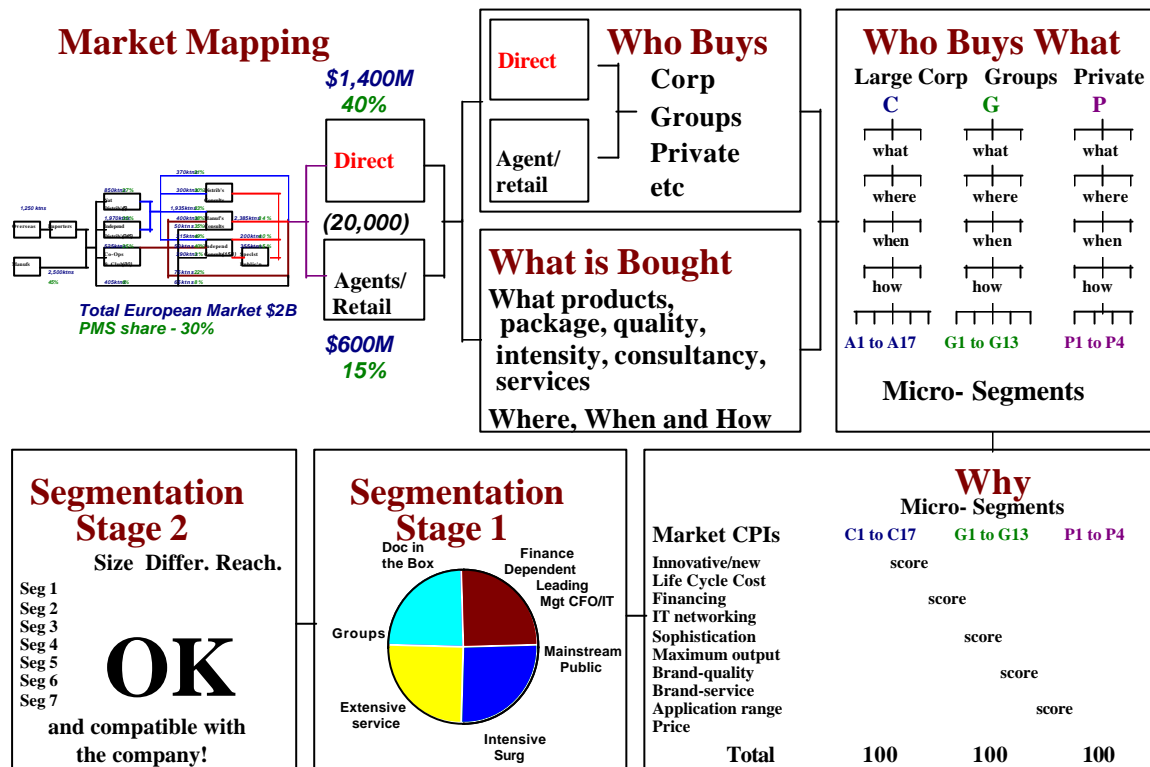 Market Mapping
$1,400M
40%
Direct
(20,000)
Agents/
Retail
$600M
15%
1,250 ktns
2,500ktns
45%
Total European Market $2B
PMS share - 30%
Who Buys
Direct
Agent/
retail
Corp
Groups
Private
etc
What is Bought
What products,
package, quality,
intensity, consultancy,
services
Where, When and How
Who Buys What
Large Corp Groups Private
C G P
what what what
where where where
when when when
how how how
A1 to A17 G1 to G13 P1 to P4
Micro- Segments
Segmentation
Stage 2
Size Differ. Reach.
Seg 1
Seg 2
Seg 3
Seg 4
Seg 5
Seg 6
Seg 7
OK
and compatible with
the company!
Segmentation
Stage 1
Doc in
the Box
Finance
Dependent
Leading
Mgt CFO/IT
Groups
Mainstream
Public
Extensive
service
Intensive
Surg
Why
Micro- Segments
Market CPIs C1 to C17 G1 to G13 P1 to P4
Innovative/new score
Life Cycle Cost
Financing score
IT networking
Sophistication score
Maximum output
Brand-quality score
Brand-service
Application range score
Price
Total 100 100 100